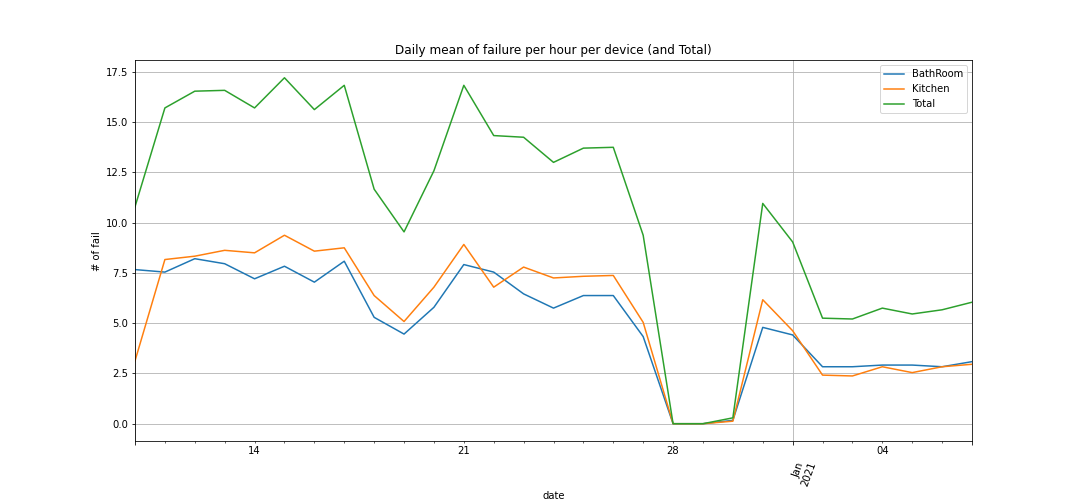 Daily mean of failure per hour per device (and Total)
17.5
15.0
12.5
10.0
7.5
5.0
2.5
0.0
# of fail
BathRoom
Kitchen
Total
14
21
28
Jan
2021
04
date